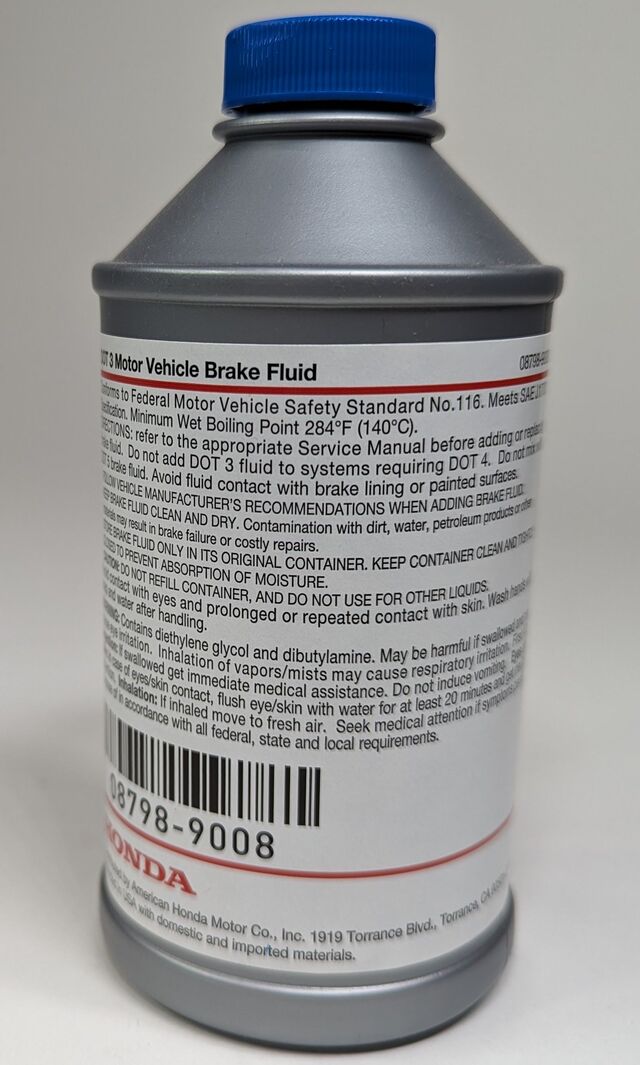 3 Motor Vehicle Brake Fluid
08798-9
to Federal Motor Vehicle Safety Standard No.116. Meets SAE
Minimum Wet Boiling Point 284°F (140°C).
refer to the appropriate Service Manual before adding or
fluid. Do not add DOT 3 fluid to systems requiring DOT 4. Do not mix
5 brake fluid. Avoid fluid contact with brake lining or painted surfaces.
VEHICLE MANUFACTURER'S RECOMMENDATIONS WHEN ADDING BRAKE FLUID.
BRAKE FLUID CLEAN AND DRY. Contamination with dirt, water, petroleum products or other
may result in brake failure or costly repairs.
BRAKE FLUID ONLY IN ITS ORIGINAL CONTAINER. KEEP CONTAINER CLEAN AND
TO PREVENT ABSORPTION OF MOISTURE.
DO NOT REFILL CONTAINER, AND DO NOT USE FOR OTHER LIQUIDS.
contact with eyes and prolonged or repeated contact with skin. Wash hands
and water after handling.
Contains diethylene glycol and dibutylamine. May be harmful if swallowed and
eye irritation. Inhalation of vapors/mists may cause respiratory irritation.
If swallowed get immediate medical assistance. Do not induce vomiting.
case of eyes/skin contact, flush eye/skin with water for at least 20 minutes and
Inhalation: If inhaled move to fresh air. Seek medical attention if symptoms
of in accordance with all federal, state and local requirements.
08798-9008
HONDA
by American Honda Motor Co., Inc. 1919 Torrance Blvd., Torrance, CA
in USA with domestic and imported materials.